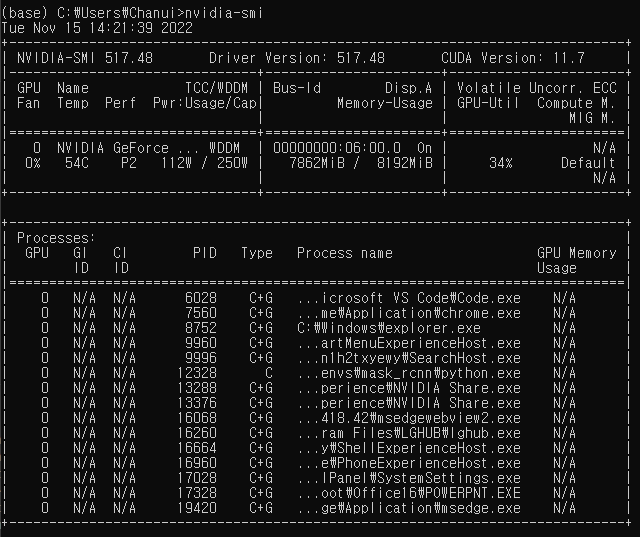 (base) C:₩Users₩Chanui>nvidia-smi
Tue Nov 15 14:21:39 2022
+-----------------------------------------------------------------------------+
| NVIDIA-SMI 517.48       Driver Version: 517.48       CUDA Version: 11.7     |
|-------------------------------+----------------------+----------------------+
| GPU  Name            TCC/WDDM | Bus-Id        Disp.A | Volatile Uncorr. ECC |
| Fan  Temp  Perf  Pwr:Usage/Cap|         Memory-Usage | GPU-Util  Compute M. |
|                               |                      |               MIG M. |
|===============================+======================+======================|
|   0  NVIDIA GeForce ... WDDM  | 00000000:06:00.0  On |                  N/A |
|  0%   54C    P2   112W / 250W |   7862MiB /  8192MiB |     34%      Default |
|                               |                      |                  N/A |
+-------------------------------+----------------------+----------------------+
+-----------------------------------------------------------------------------+
| Processes:                                                                  |
|  GPU   GI   CI        PID   Type   Process name                  GPU Memory |
|        ID   ID                                                   Usage      |
|=============================================================================|
|    0   N/A  N/A      6028    C+G   ...icrosoft VS Code₩Code.exe    N/A      |
|    0   N/A  N/A      7560    C+G   ...me₩Application₩chrome.exe    N/A      |
|    0   N/A  N/A      8752    C+G   C:₩Windows₩explorer.exe         N/A      |
|    0   N/A  N/A      9960    C+G   ...artMenuExperienceHost.exe    N/A      |
|    0   N/A  N/A      9996    C+G   ...n1h2txyewy₩SearchHost.exe    N/A      |
|    0   N/A  N/A     12328      C   ...envs₩mask_rcnn₩python.exe    N/A      |
|    0   N/A  N/A     13288    C+G   ...perience₩NVIDIA Share.exe    N/A      |
|    0   N/A  N/A     13376    C+G   ...perience₩NVIDIA Share.exe    N/A      |
|    0   N/A  N/A     16068    C+G   ...418.42₩msedgewebview2.exe    N/A      |
|    0   N/A  N/A     16260    C+G   ...ram Files₩LGHUB₩lghub.exe    N/A      |
|    0   N/A  N/A     16664    C+G   ...y₩ShellExperienceHost.exe    N/A      |
|    0   N/A  N/A     16960    C+G   ...e₩PhoneExperienceHost.exe    N/A      |
|    0   N/A  N/A     17028    C+G   ...lPanel₩SystemSettings.exe    N/A      |
|    0   N/A  N/A     17328    C+G   ...oot₩Office16₩POWERPNT.EXE    N/A      |
|    0   N/A  N/A     19420    C+G   ...ge₩Application₩msedge.exe    N/A      |
+-----------------------------------------------------------------------------+